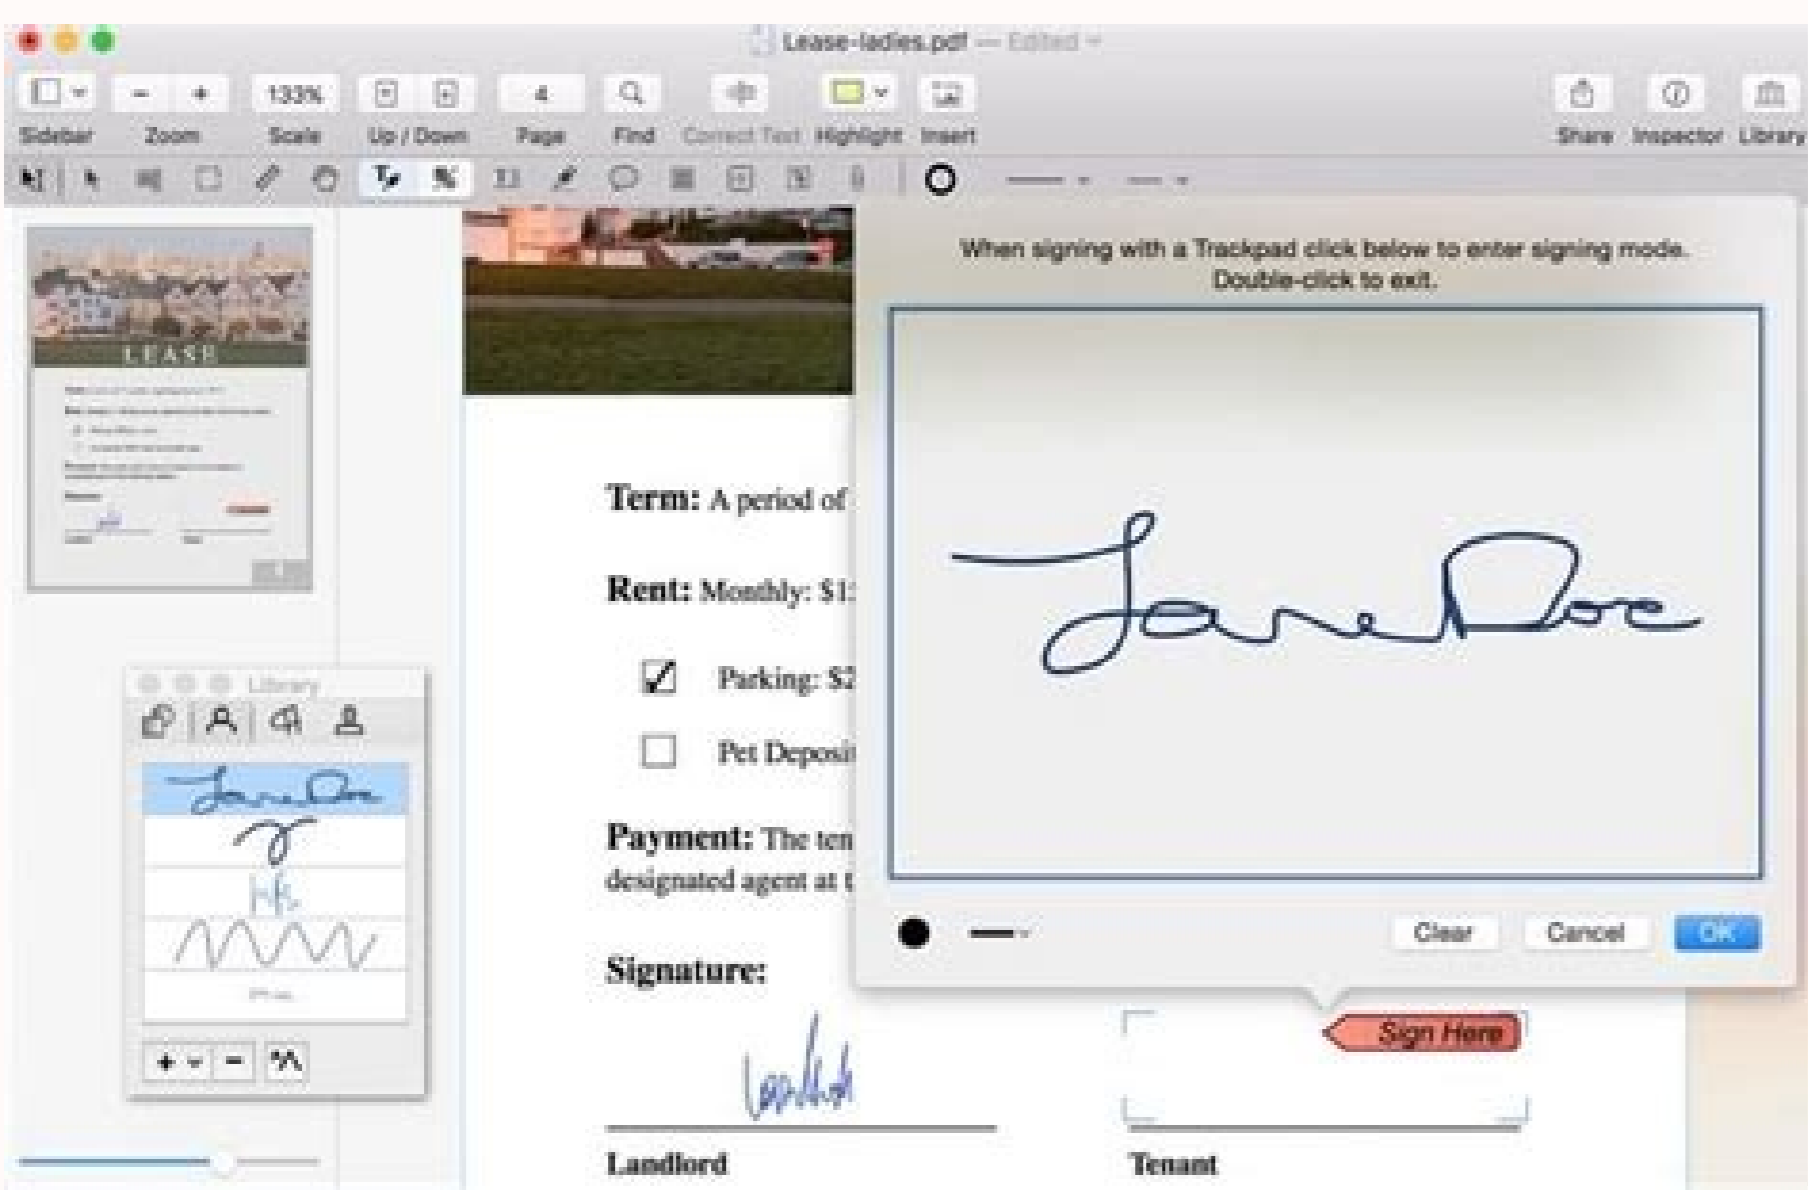 Lease-ladies.pdf — Edited
133%
4
Sidebar Zoom Scale Up / Down Page Find Correct Text Highlight Insert Share Inspector Library
When signing with a Trackpad click below to enter signing mode.
Double-click to exit.
LEASE
Term: A period of
Rent: Monthly: $1
Parking: $2
Pet Deposi
Payment: The ten
designated agent at t
Signature:
Jane Doe
Clear Cancel OK
Library
Jane Doe
Sign Here
Landlord Tenant